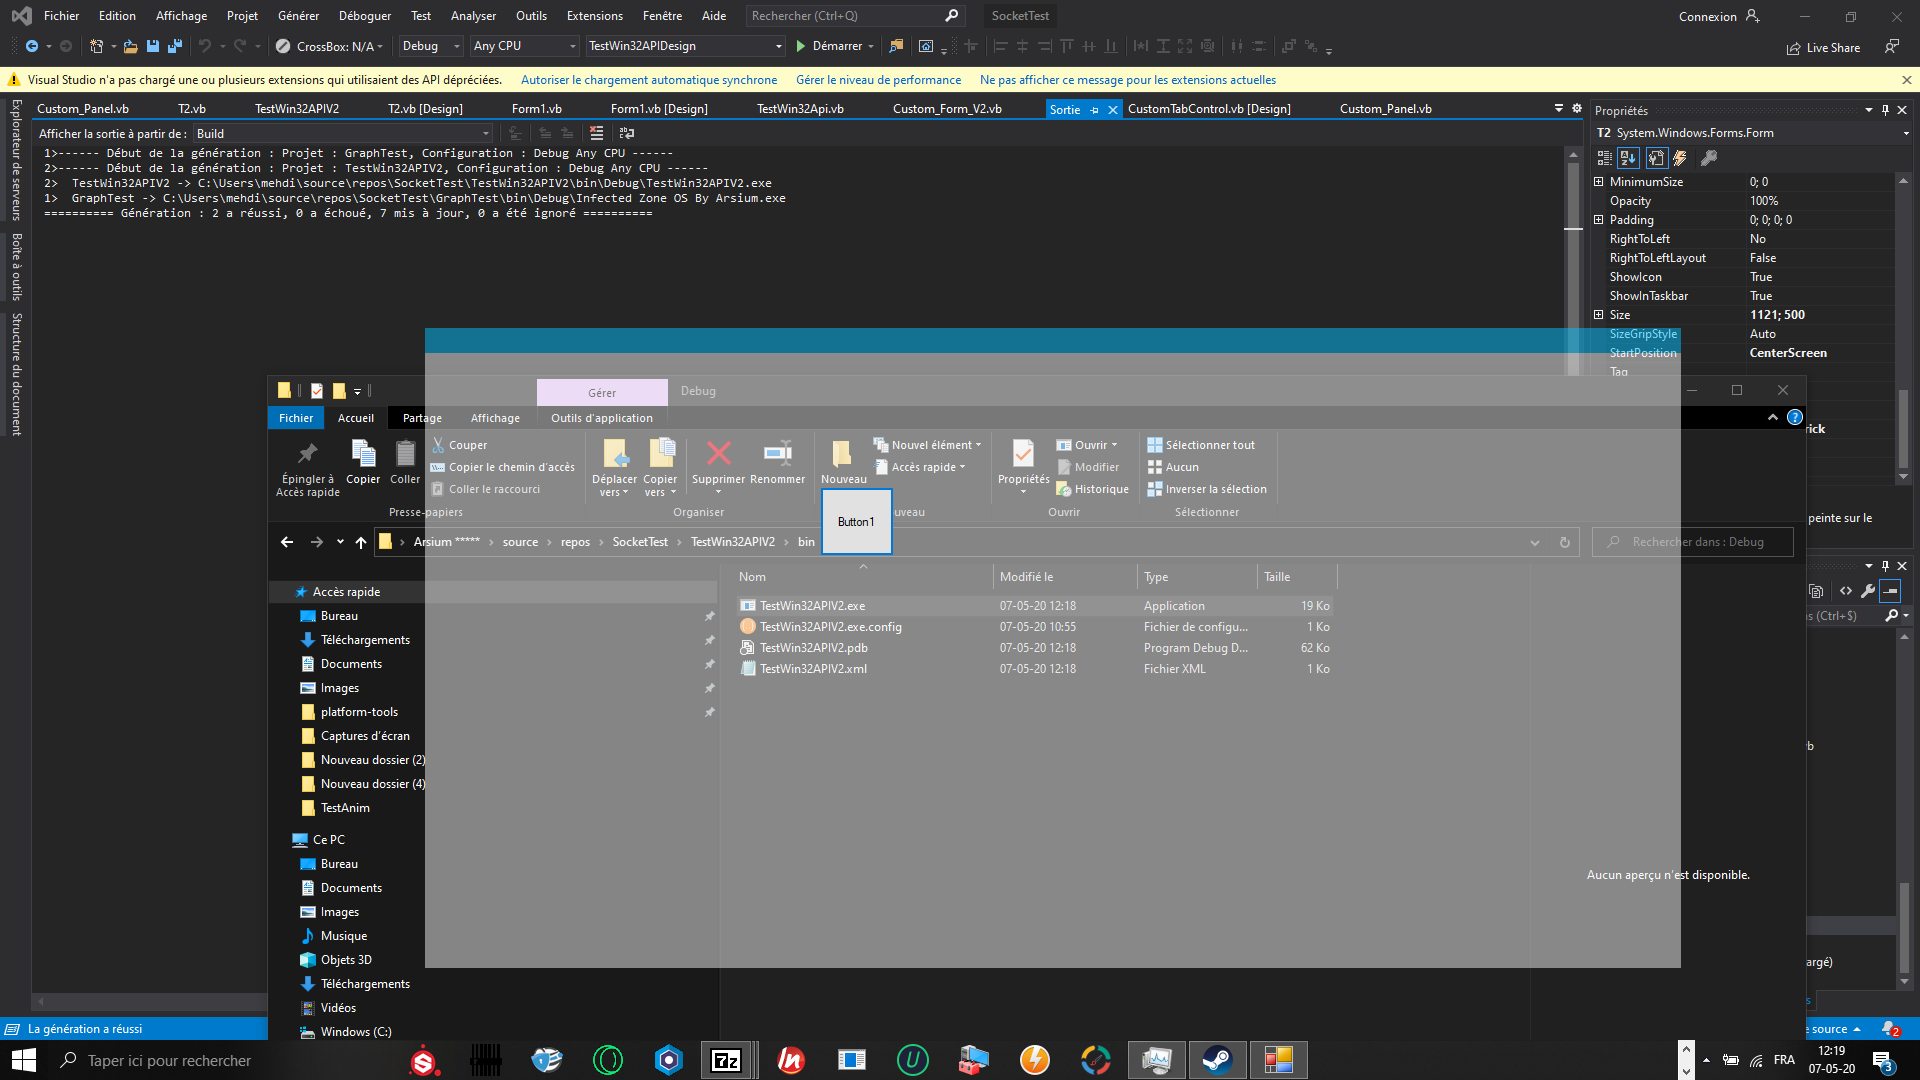 Fichier Edition Affichage Projet Générer Déboguer Test Analyser Outils Extensions Fenêtre Aide Rechercher (Ctrl+Q) SocketTest Connexion
CrossBox: N/A Debug Any CPU TestWin32APIDesign Démarrer Live Share
Visual Studio n'a pas chargé une ou plusieurs extensions qui utilisaient des API dépréciées. Autoriser le chargement automatique synchrone Gérer le niveau de performance Ne pas afficher ce message pour les extensions actuelles
Custom_Panel.vb T2.vb TestWin32APIV2 T2.vb [Design] Form1.vb Form1.vb [Design] TestWin32Api.vb Custom_Form_V2.vb Sortie CustomTabControl.vb [Design] Custom_Panel.vb
Explorateur de serveurs
Boîte à outils
Structure du document
Afficher la sortie à partir de : Build
1>------ Début de la génération : Projet : GraphTest, Configuration : Debug Any CPU ------
2>------ Début de la génération : Projet : TestWin32APIV2, Configuration : Debug Any CPU ------
2>  TestWin32APIV2 -> C:\Users\mehdi\source\repos\SocketTest\TestWin32APIV2\bin\Debug\TestWin32APIV2.exe
1>  GraphTest -> C:\Users\mehdi\source\repos\SocketTest\GraphTest\bin\Debug\Infected Zone OS By Arsium.exe
========== Génération : 2 a réussi, 0 a échoué, 7 mis à jour, 0 a été ignoré ==========
Propriétés
T2 System.Windows.Forms.Form
MinimumSize 0; 0
Opacity 100%
Padding 0; 0; 0; 0
RightToLeft No
RightToLeftLayout False
ShowIcon True
ShowInTaskbar True
Size 1121; 500
SizeGripStyle Auto
StartPosition CenterScreen
Tag
rick
peinte sur le
(Ctrl+$)
rb
argé)
Gérer Debug
Fichier Accueil Partage Affichage Outils d'application
Épingler à Accès rapide
Copier
Coller
Couper
Copier le chemin d'accès
Coller le raccourci
Presse-papiers
Déplacer vers
Copier vers
Supprimer
Renommer
Organiser
Nouveau
Nouvel élément
Accès rapide
uveau
Propriétés
Ouvrir
Modifier
Historique
Ouvrir
Sélectionner tout
Aucun
Inverser la sélection
Sélectionner
Button1
Arsium ***** source repos SocketTest TestWin32APIV2 bin Rechercher dans : Debug
Nom Modifié le Type Taille
TestWin32APIV2.exe 07-05-20 12:18 Application 19 Ko
TestWin32APIV2.exe.config 07-05-20 10:55 Fichier de configu... 1 Ko
TestWin32APIV2.pdb 07-05-20 12:18 Program Debug D... 62 Ko
TestWin32APIV2.xml 07-05-20 12:18 Fichier XML 1 Ko
Accès rapide
Bureau
Téléchargements
Documents
Images
platform-tools
Captures d'écran
Nouveau dossier (2)
Nouveau dossier (4)
TestAnim
Ce PC
Bureau
Documents
Images
Musique
Objets 3D
Téléchargements
Vidéos
Windows (C:)
Aucun aperçu n'est disponible.
La génération a réussi
e source 2
Taper ici pour rechercher
7z
FRA
12:19
07-05-20
3